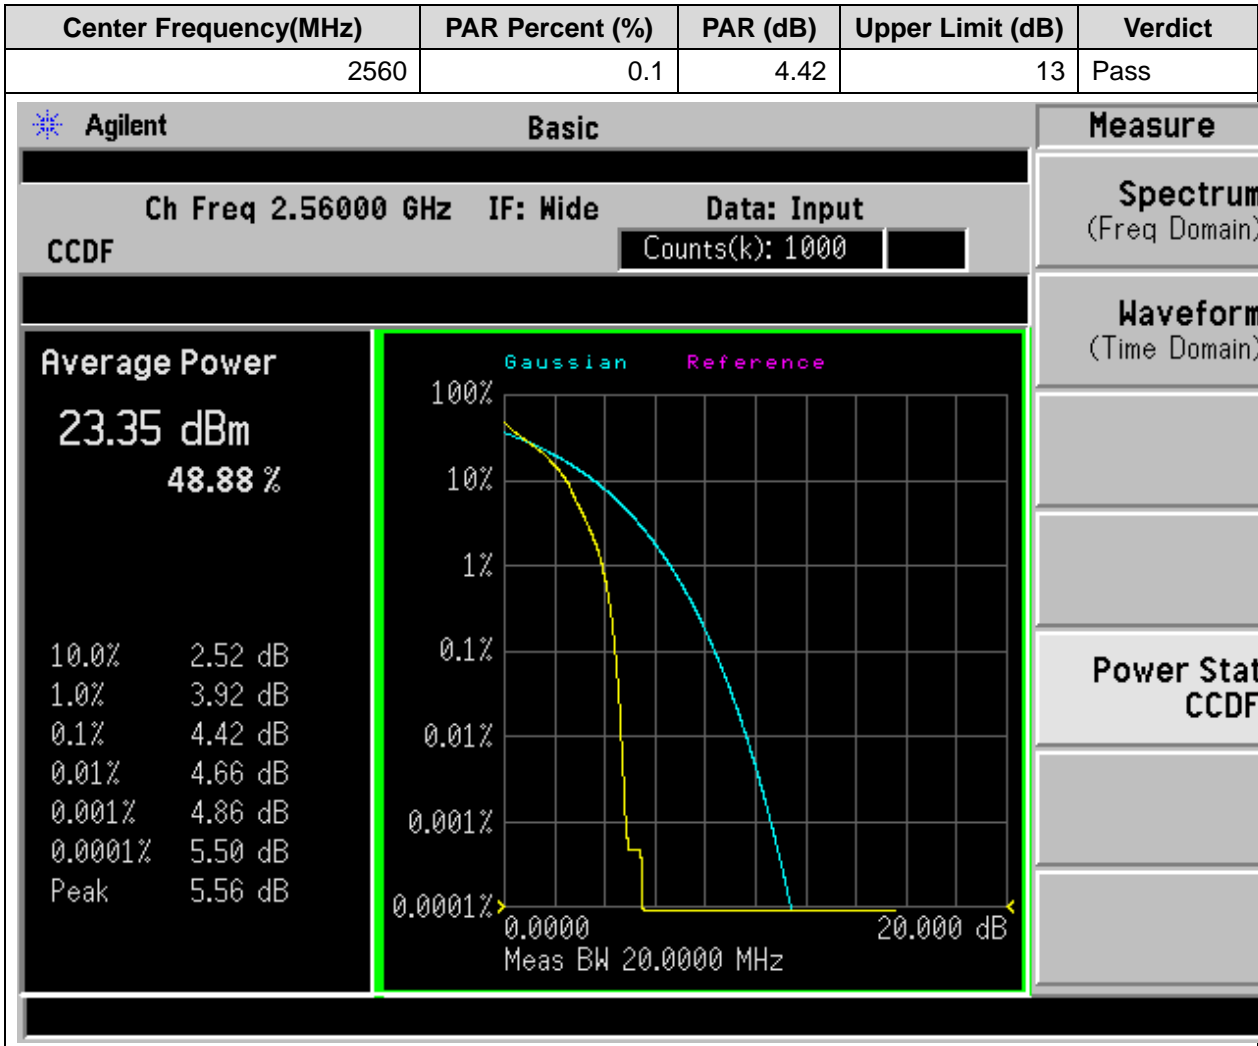 Center Frequency(MHz) PAR Percent (%) PAR (dB) Upper Limit (dB) Verdict
2560 0.1 4.42 13 Pass
Agilent Basic Measure
Ch Freq 2.56000 GHz IF: Wide Data: Input
CCDF Counts(k): 1000
Spectrum
(Freq Domain)
Waveform
(Time Domain)
Power Stat
CCDF
Average Power
23.35 dBm
48.88 %
10.0% 2.52 dB
1.0% 3.92 dB
0.1% 4.42 dB
0.01% 4.66 dB
0.001% 4.86 dB
0.0001% 5.50 dB
Peak 5.56 dB
Gaussian Reference
100%
10%
1%
0.1%
0.01%
0.001%
0.0001%
0.0000 20.000 dB
Meas BW 20.0000 MHz